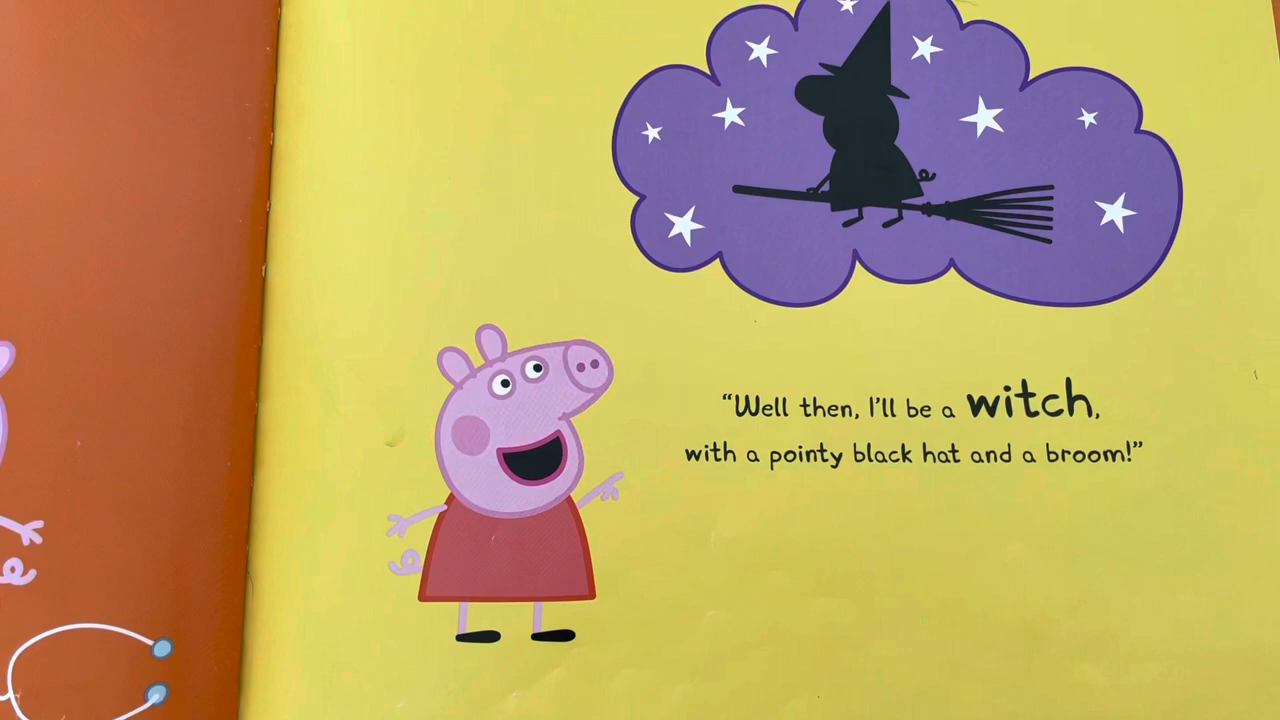 “Well then, I’ll be a witch,
with a pointy black hat and a broom!”